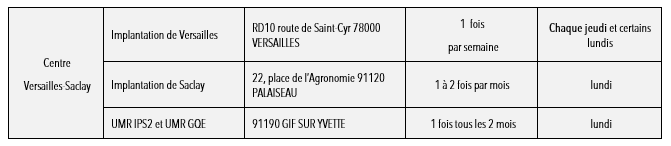 Centre
Versailles Saclay
Implantation de Versailles
RD10 route de Saint-Cyr 78000
VERSAILLES
1 fois
par semaine
Chaque jeudi et certains
lundis
Implantation de Saclay
22, place de l'Agronomie 91120
PALAISEAU
1 à 2 fois par mois
lundi
UMR IPS2 et UMR GQE
91190 GIF SUR YVETTE
1 fois tous les 2 mois
lundi